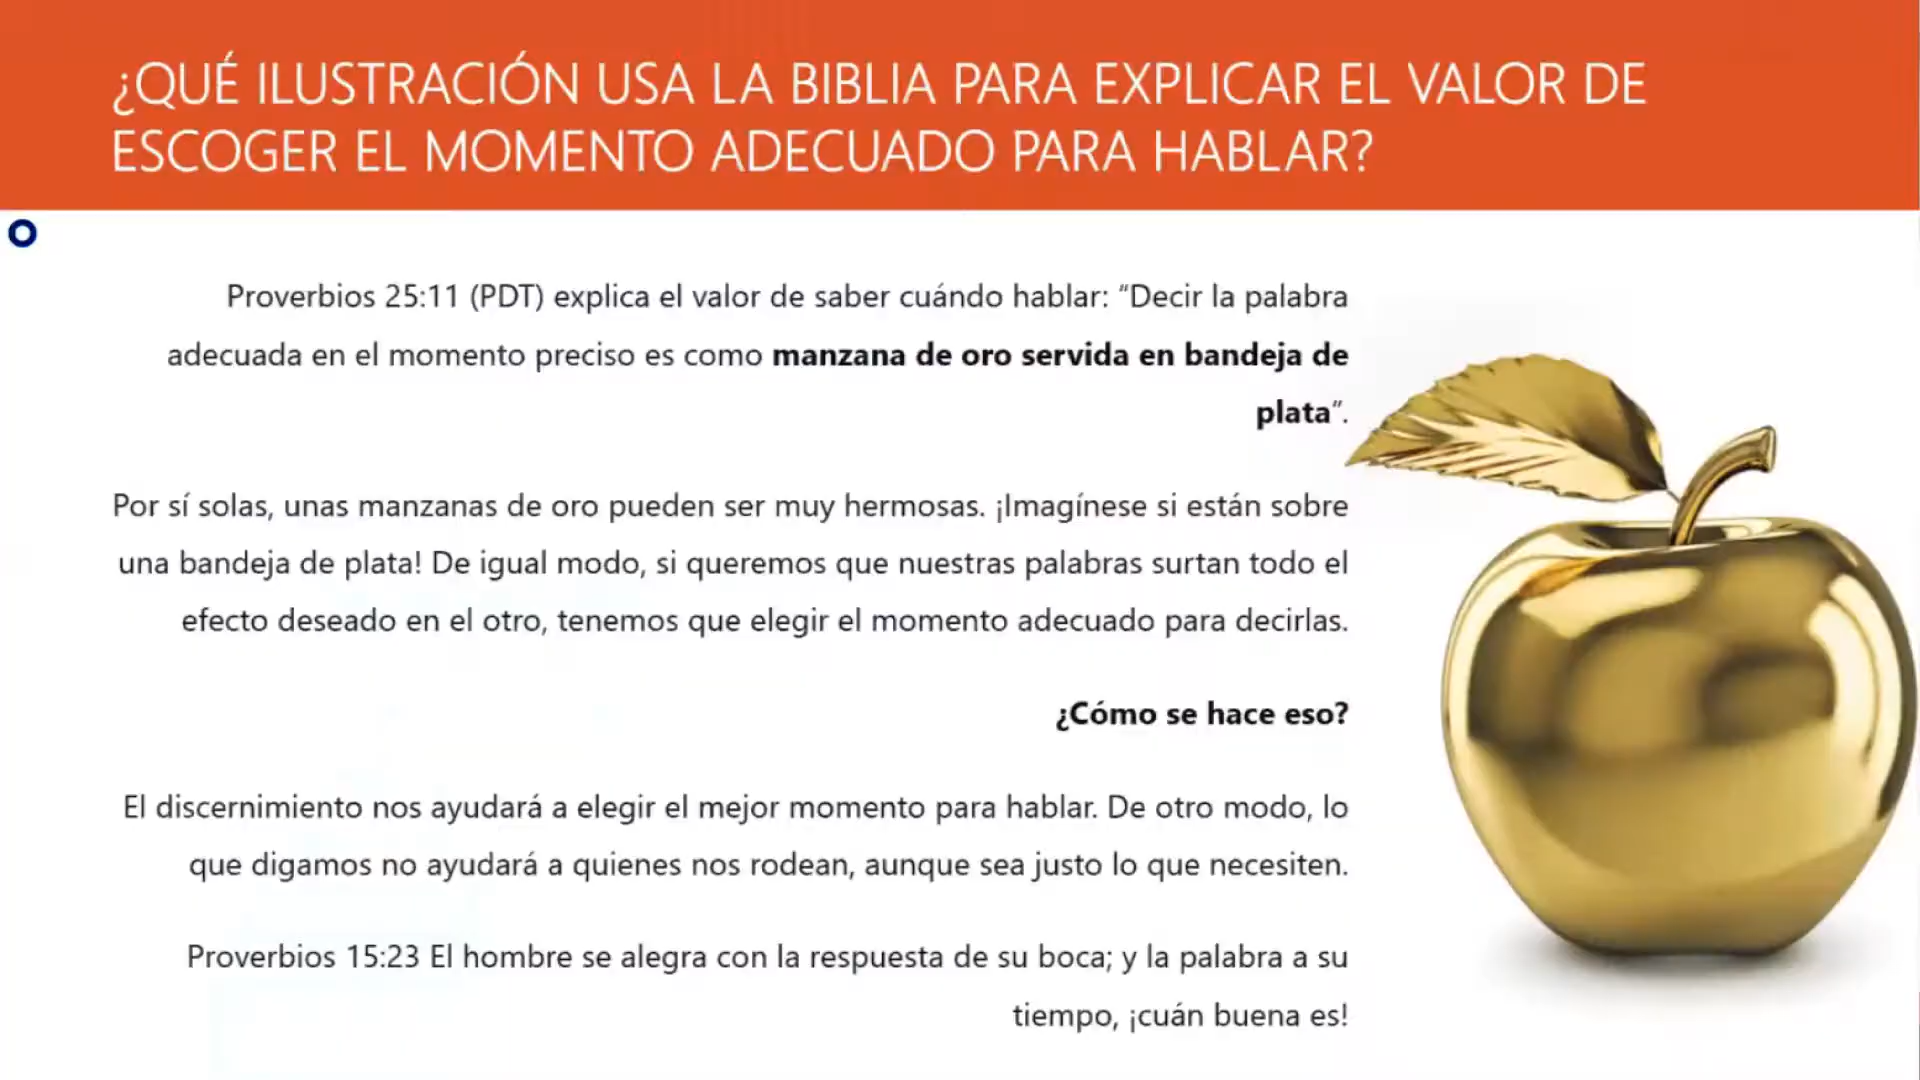 ¿QUÉ ILUSTRACIÓN USA LA BIBLIA PARA EXPLICAR EL VALOR DE
ESCOGER EL MOMENTO ADECUADO PARA HABLAR?
Proverbios 25:11 (PDT) explica el valor de saber cuándo hablar: “Decir la palabra
adecuada en el momento preciso es como manzana de oro servida en bandeja de
plata”.
Por sí solas, unas manzanas de oro pueden ser muy hermosas. ¡Imagínese si están sobre
una bandeja de plata! De igual modo, si queremos que nuestras palabras surtan todo el
efecto deseado en el otro, tenemos que elegir el momento adecuado para decirlas.
¿Cómo se hace eso?
El discernimiento nos ayudará a elegir el mejor momento para hablar. De otro modo, lo
que digamos no ayudará a quienes nos rodean, aunque sea justo lo que necesiten.
Proverbios 15:23 El hombre se alegra con la respuesta de su boca; y la palabra a su
tiempo, ¡cuán buena es!